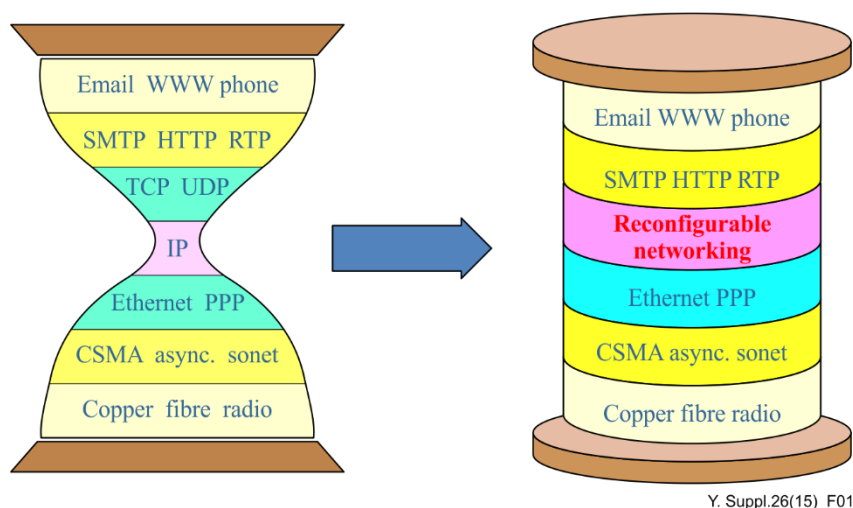 Email WWW phone
SMTP HTTP RTP
TCP UDP
IP
Ethernet PPP
CSMA async. sonet
Copper fibre radio
Email WWW phone
SMTP HTTP RTP
Reconfigurable
networking
Ethernet PPP
CSMA async. sonet
Copper fibre radio
Y. Suppl.26(15)_F01